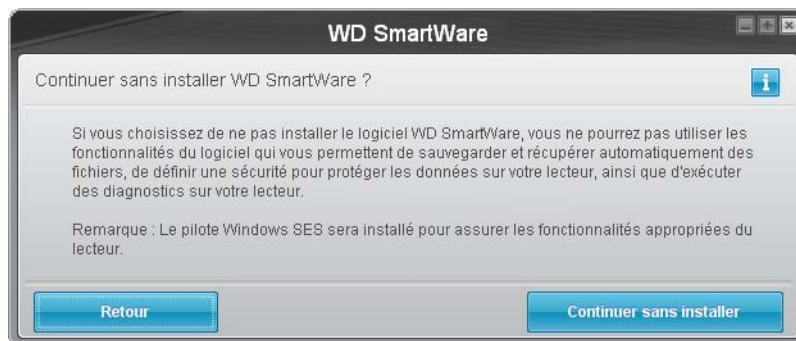 WD SmartWare
Continuer sans installer WD SmartWare ?
Si vous choisissez de ne pas installer le logiciel WD SmartWare, vous ne pourrez pas utiliser les
fonctionnalités du logiciel qui vous permettent de sauvegarder et récupérer automatiquement des
fichiers, de définir une sécurité pour protéger les données sur votre lecteur, ainsi que d'exécuter
des diagnostics sur votre lecteur.
Remarque : Le pilote Windows SES sera installé pour assurer les fonctionnalités appropriées du
lecteur.
Retour
Continuer sans installer